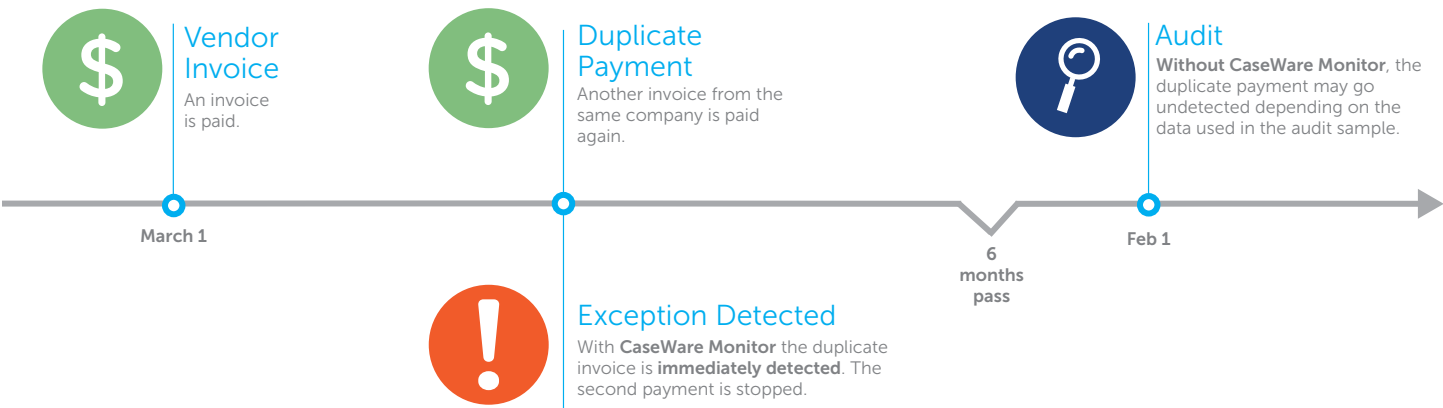 Vendor
Invoice
An invoice
is paid.
Duplicate
Payment
Another invoice from the
same company is paid
again.
Audit
Without CaseWare Monitor, the
duplicate payment may go
undetected depending on the
data used in the audit sample.
March 1
6
months
pass
Feb 1
Exception Detected
With CaseWare Monitor the duplicate
invoice is immediately detected. The
second payment is stopped.